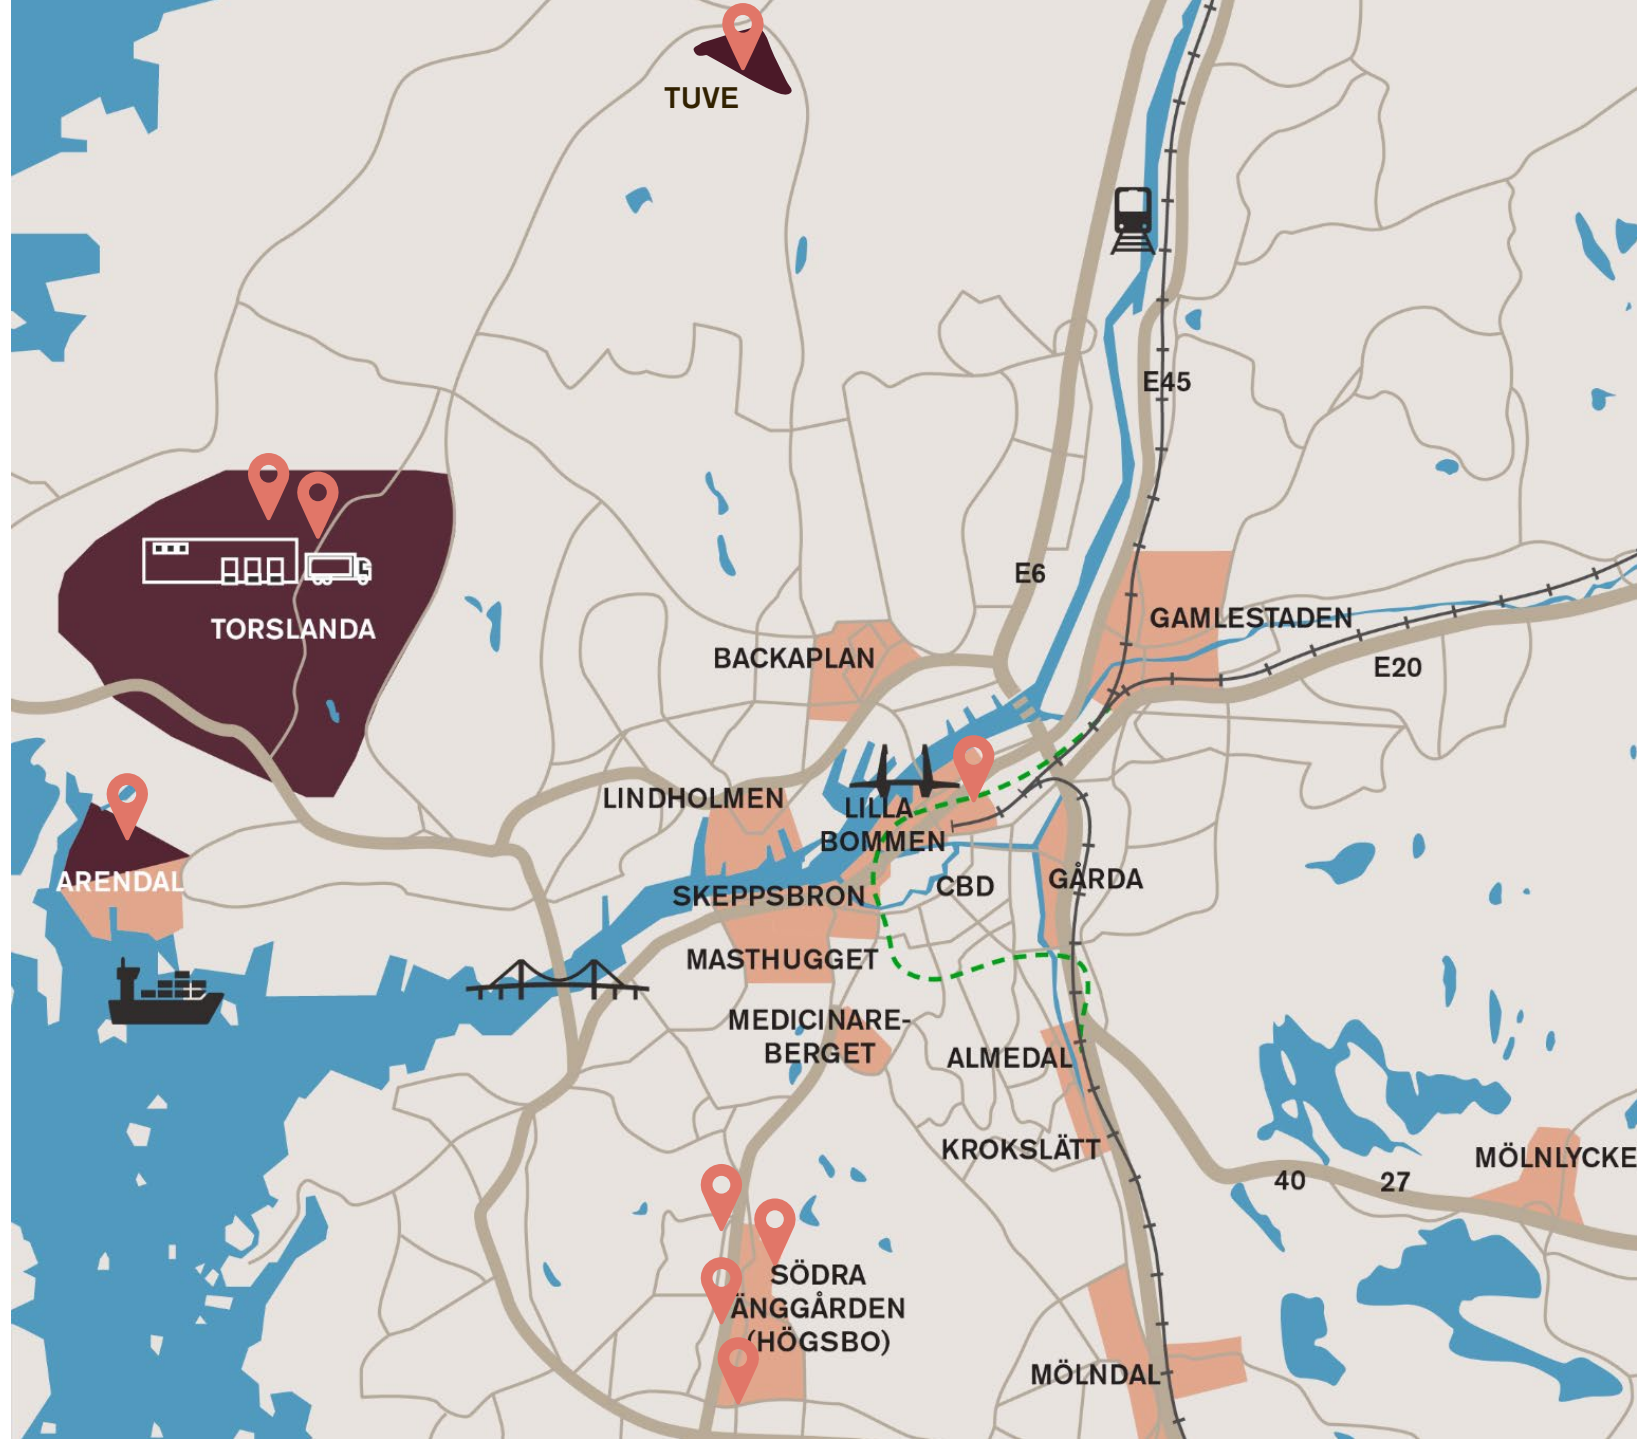 TUVE
E45
E6
GAMLESTADEN
TORSLANDA
BACKAPLAN
E20
LINDHOLMEN
LILLA
BOMMEN
ARENDAL
SKEPPSBRON
CBD
GÅRDA
MASTHUGGET
MEDICINARE-
BERGET
ALMEDAL
KROKSLÄTT
MÖLNLYCKE
40
27
SÖDRA
ÄNGGÅRDEN
(HÖGSBO)
MÖLNDAL